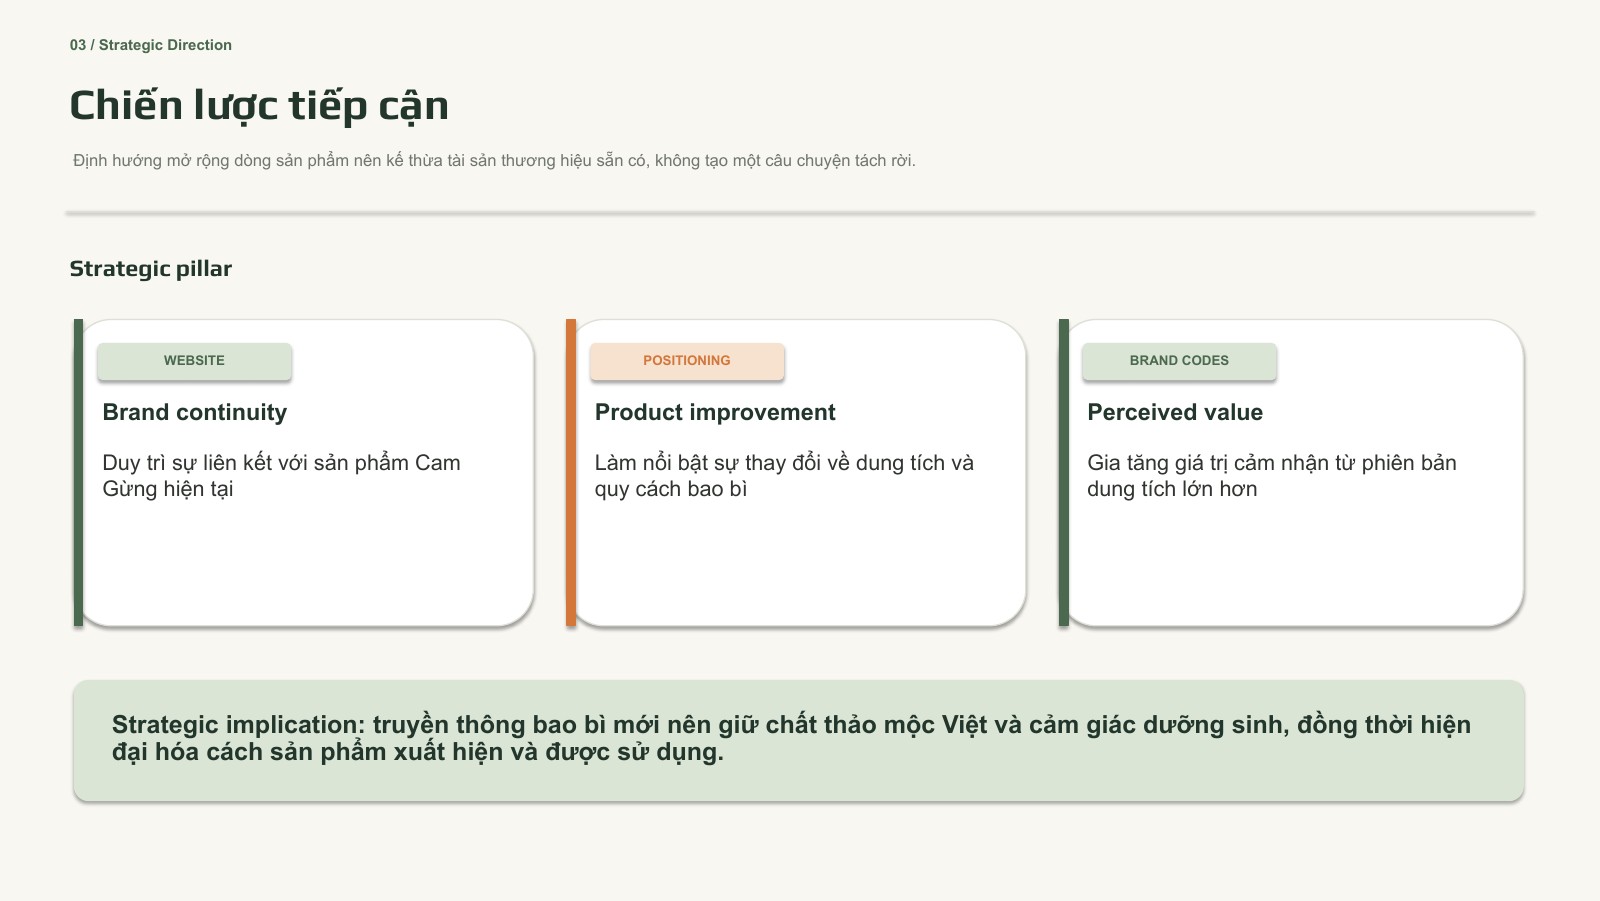 03 / Strategic Direction
Chiến lược tiếp cận
Định hướng mở rộng dòng sản phẩm nên kế thừa tài sản thương hiệu sẵn có, không tạo một câu chuyện tách rời.
Strategic pillar
WEBSITE
Brand continuity
Duy trì sự liên kết với sản phẩm Cam
Gừng hiện tại
POSITIONING
Product improvement
Làm nổi bật sự thay đổi về dung tích và
quy cách bao bì
BRAND CODES
Perceived value
Gia tăng giá trị cảm nhận từ phiên bản
dung tích lớn hơn
Strategic implication: truyền thông bao bì mới nên giữ chất thảo mộc Việt và cảm giác dưỡng sinh, đồng thời hiện
đại hóa cách sản phẩm xuất hiện và được sử dụng.